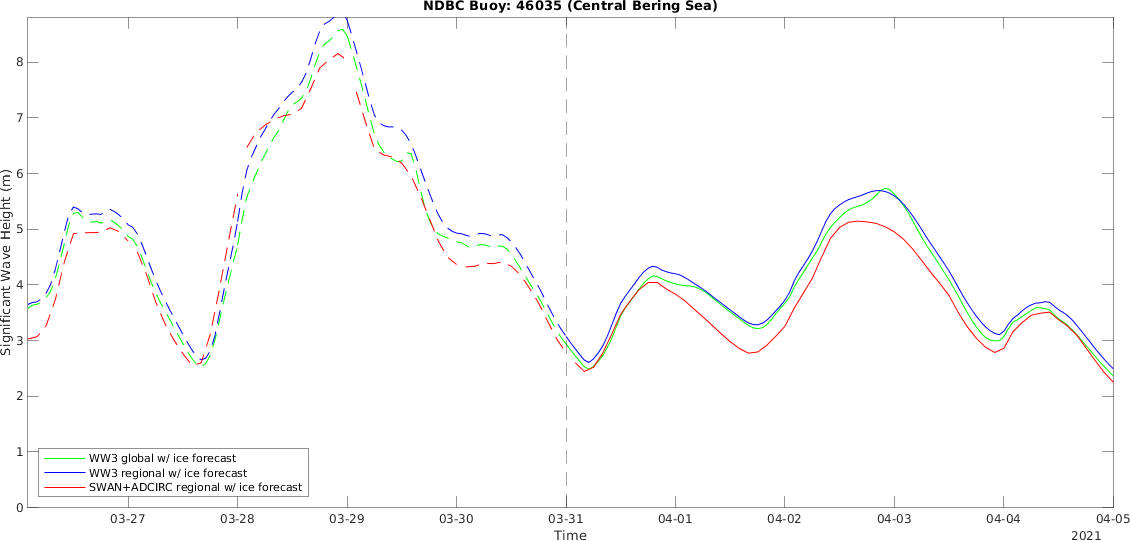 NDBC Buoy: 46035 (Central Bering Sea)
Significant Wave Height (m)
8
7
6
5
4
3
2
1
0
WW3 global w/ ice forecast
WW3 regional w/ ice forecast
SWAN+ADCIRC regional w/ ice forecast
03-27 03-28 03-29 03-30 03-31 04-01 04-02 04-03 04-04 04-05
Time
2021